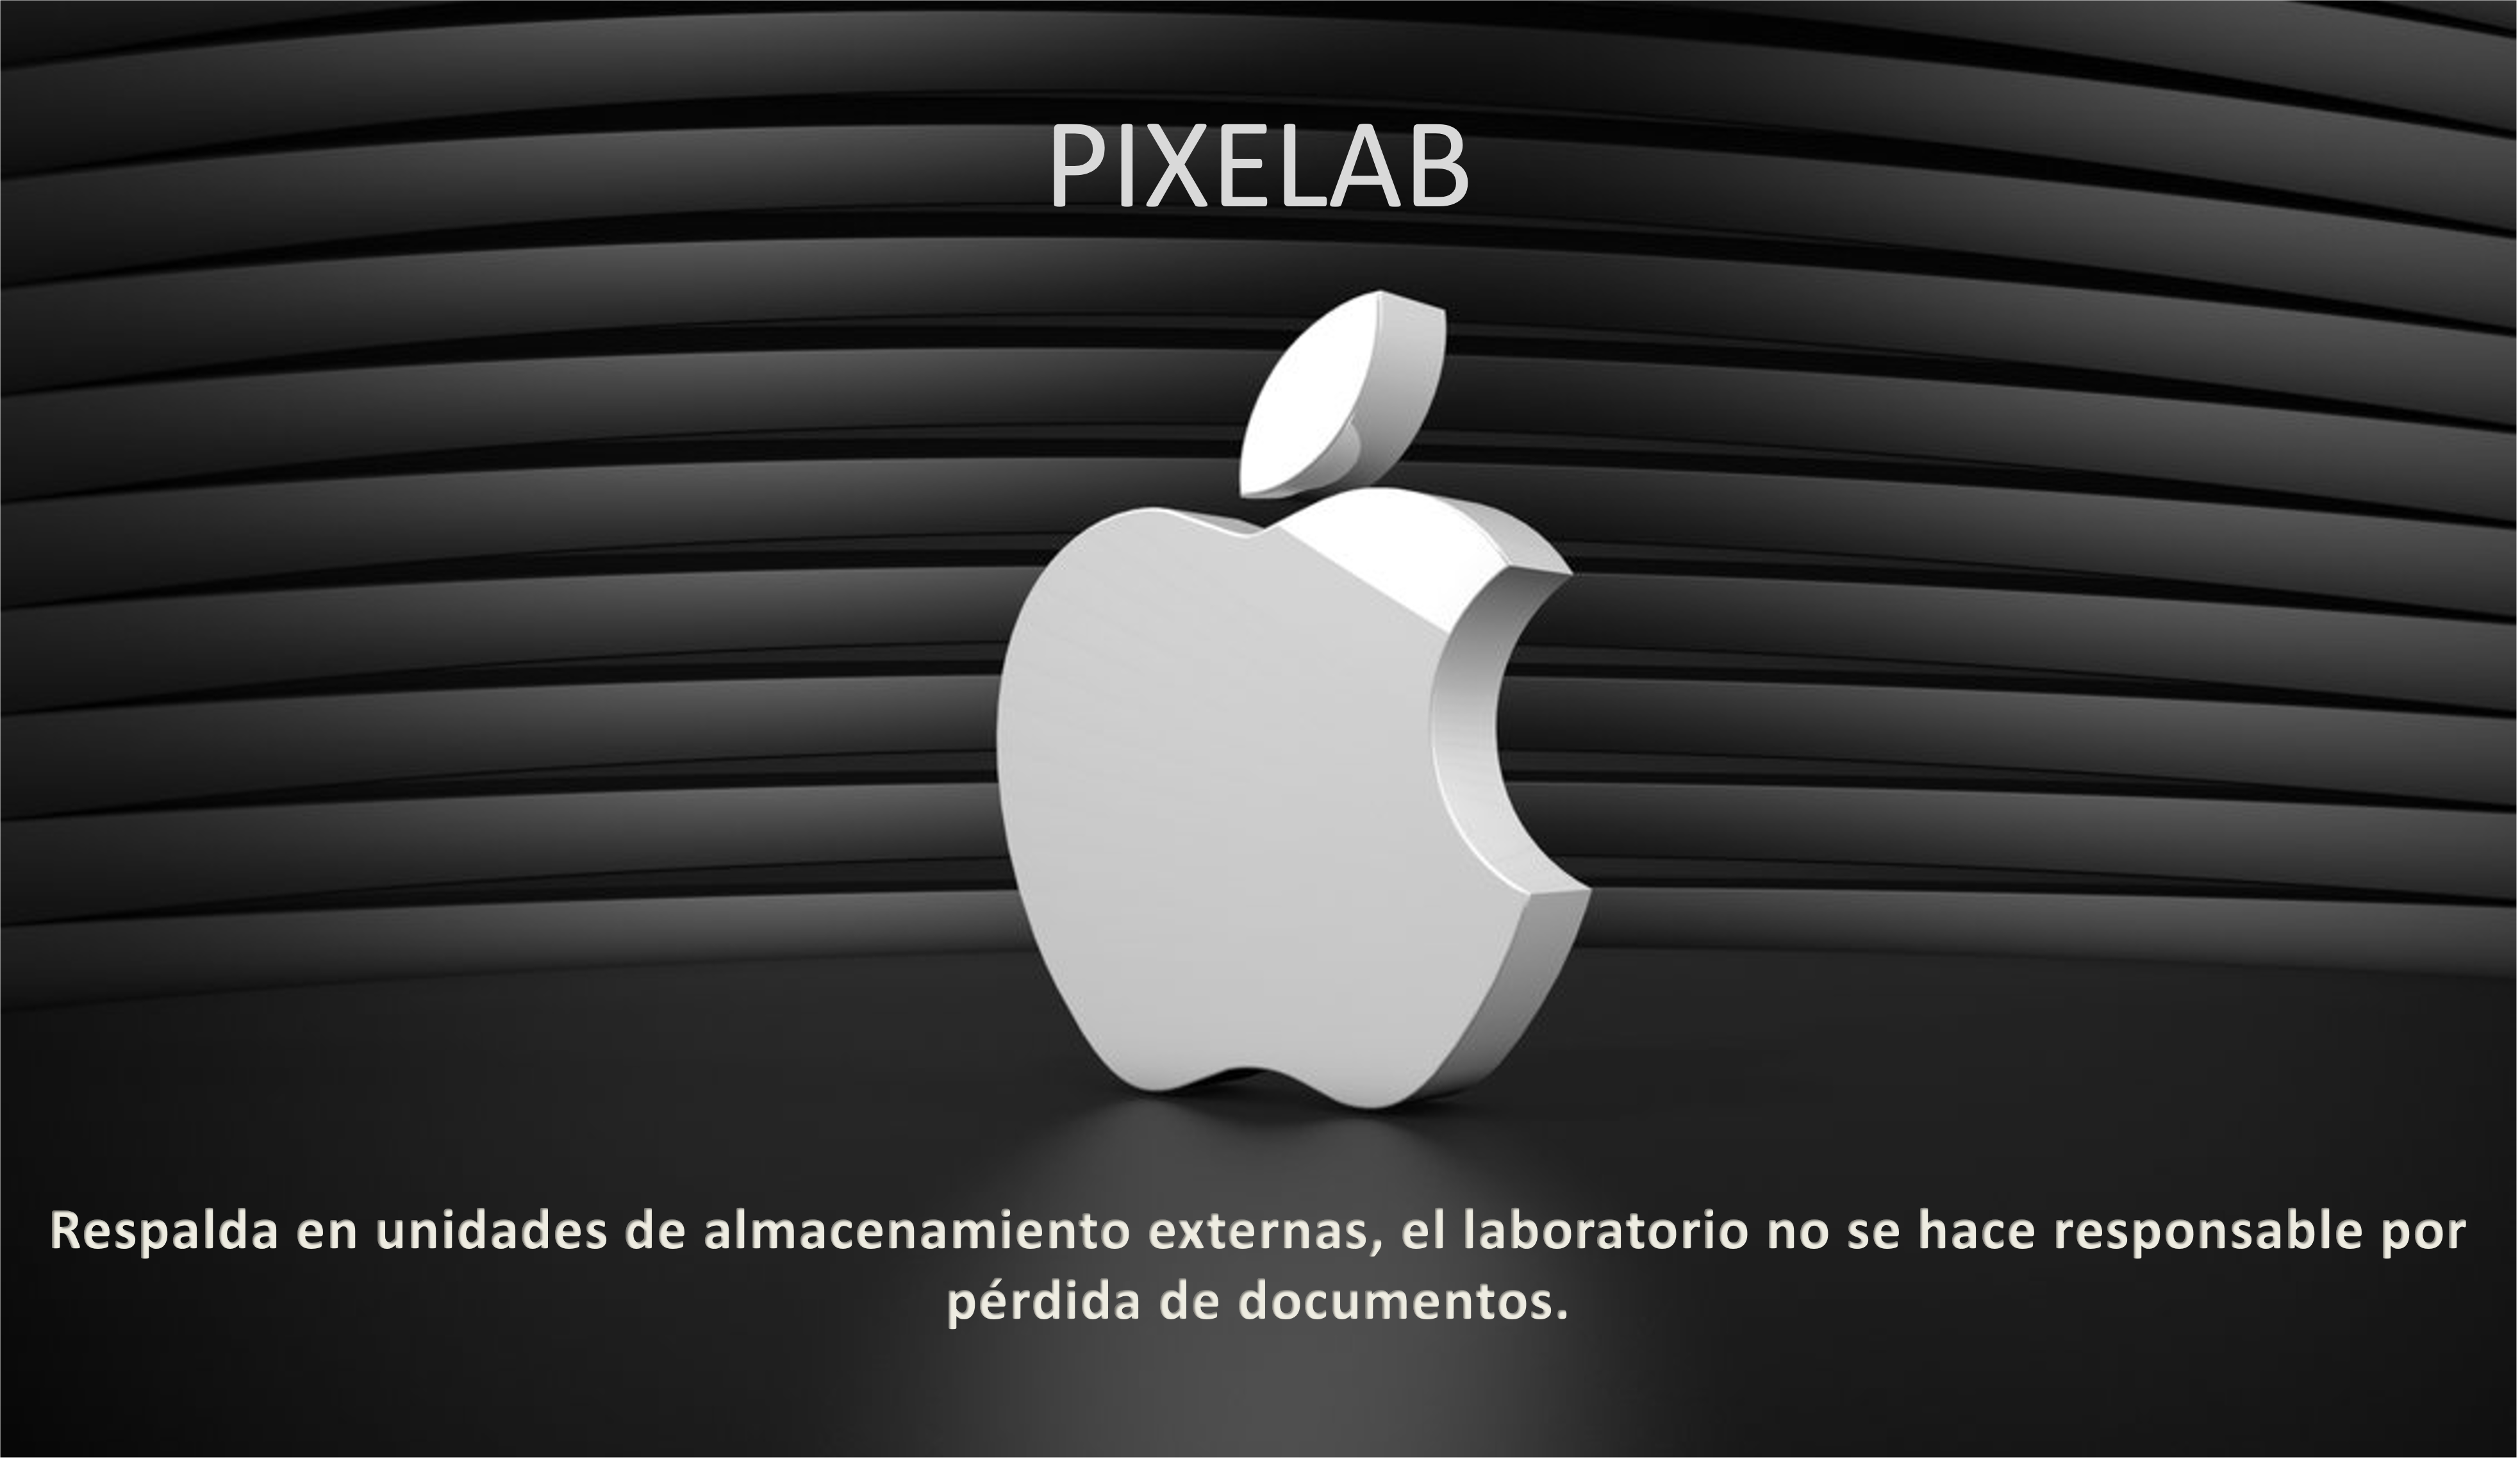 PIXELAB
Respalda en unidades de almacenamiento externas, el laboratorio no se hace responsable por
pérdida de documentos.